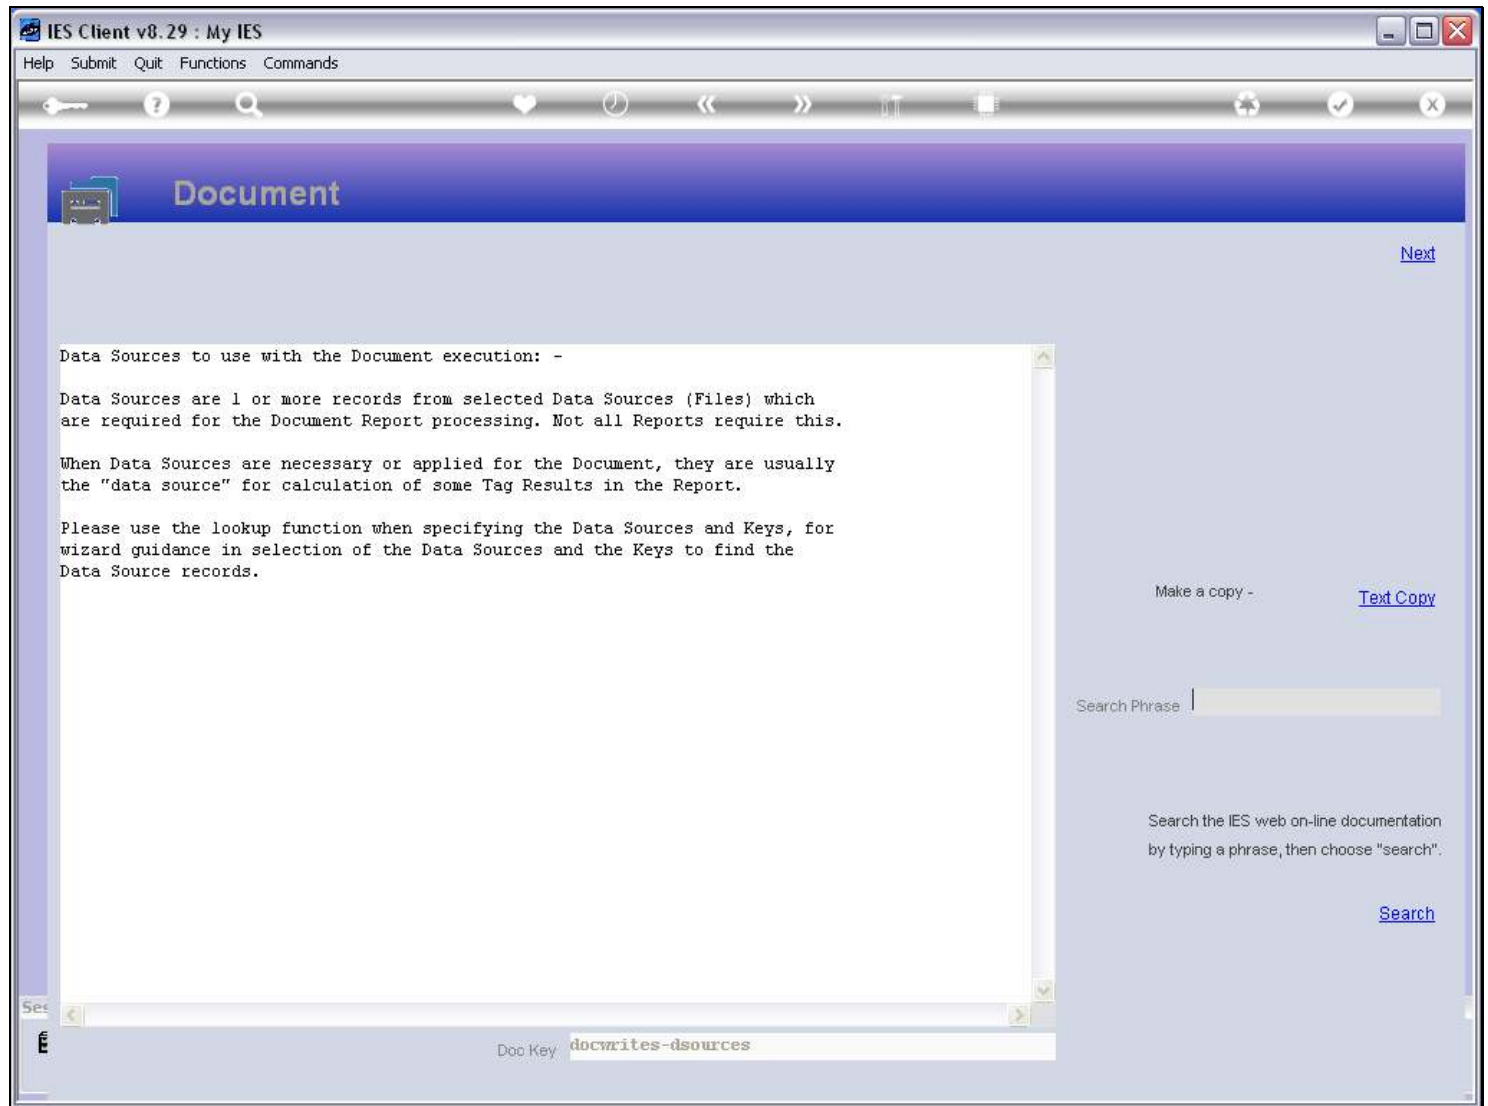 IES Client v8.29 : My IES
Help Submit Quit Functions Commands
Document
Next
Data Sources to use with the Document execution: -
Data Sources are 1 or more records from selected Data Sources (Files) which
are required for the Document Report processing. Not all Reports require this.
When Data Sources are necessary or applied for the Document, they are usually
the "data source" for calculation of some Tag Results in the Report.
Please use the lookup function when specifying the Data Sources and Keys, for
wizard guidance in selection of the Data Sources and the Keys to find the
Data Source records.
Make a copy -
Text Copy
Search Phrase
Search the IES web on-line documentation
by typing a phrase, then choose "search".
Search
Doc Key docwrites-dsources